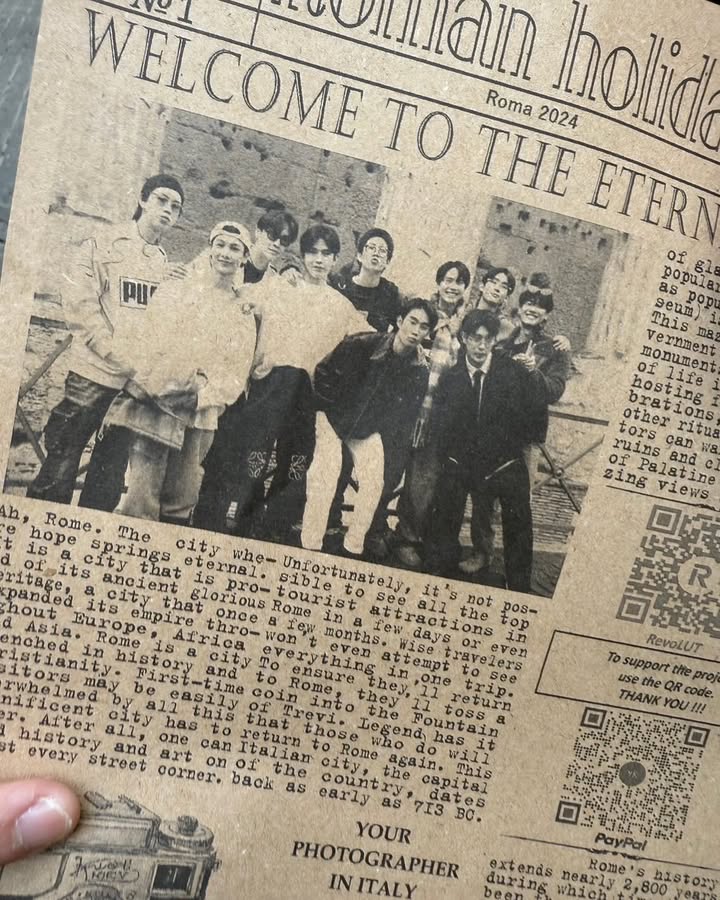 No 1
Roman holida
Roma 2024
WELCOME TO THE ETERN
PU
of gla
popular
as popu
seum) i
This maz
vernment
monument
of life i
hosting f
brations,
other ritua
tors can wa
ruins and cl
of Palatine
zing views
Ah, Rome. The city whe-
re hope springs eternal.
It is a city that is pro-
d of its ancient glorious
eritage, a city that once
xpanded its empire thro-
ghout Europe, Africa
d Asia. Rome is a city
enched in history and
ristianity. First-time
sitors may be easily
erwhelmed by all this
nificent city has to
er. After all, one can
d history and art on
st every street corner.
Unfortunately, it's not pos-
sible to see all the top
tourist attractions in
Rome in a few days or even
a few months. Wise travelers
won't even attempt to see
everything in one trip.
To ensure they'll return
to Rome, they'll toss a
coin into the Fountain
of Trevi. Legend has it
that those who do will
return to Rome again. This
Italian city, the capital
of the country, dates
back as early as 713 BC.
R
RevoLUT
To support the proje
use the QR code.
THANK YOU !!!
PayPal
YOUR
PHOTOGRAPHER
IN ITALY
Rome's history
extends nearly 2,800 years
during which
been